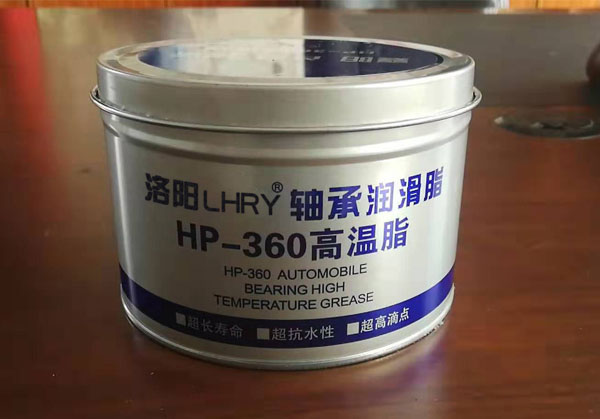 洛阳LHRY® 轴承润滑脂
HP-360高温脂
HP-360 AUTOMOBILE
BEARING HIGH
TEMPERATURE GREASE
■超长寿命 ■超抗水性 ■超高滴点